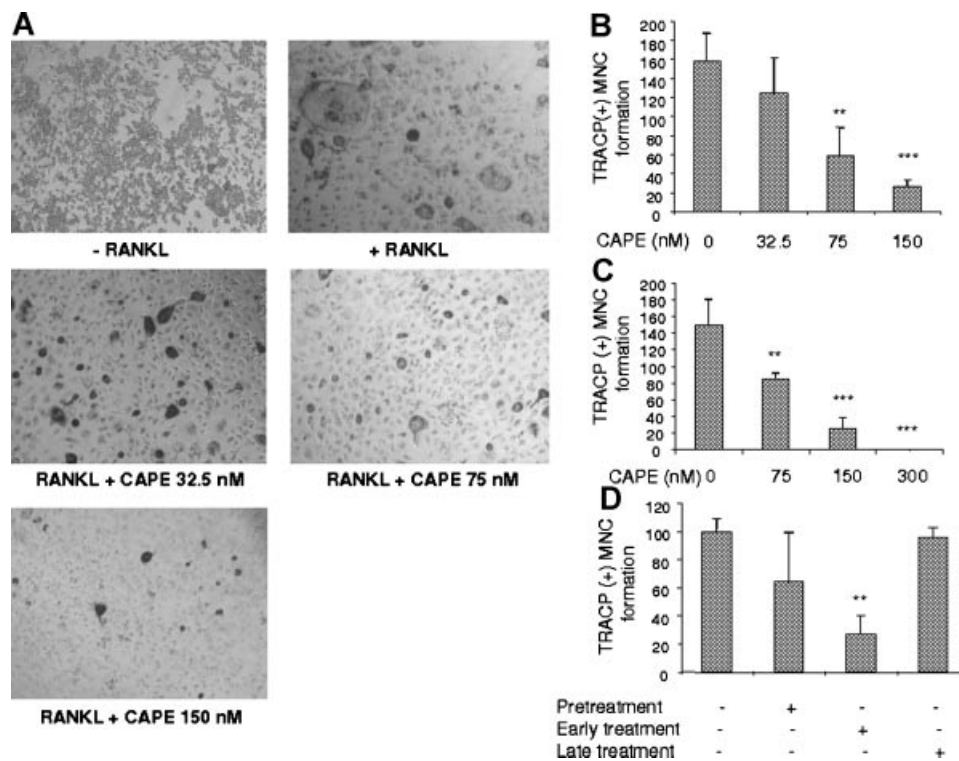 A
- RANKL
+ RANKL
RANKL + CAPE 32.5 nM
RANKL + CAPE 75 nM
RANKL + CAPE 150 nM
B
TRACP(+) MNC
formation
200
180
160
140
120
100
80
60
40
20
0
**
***
CAPE (nM) 0 32.5 75 150
C
TRACP (+) MNC
formation
200
180
160
140
120
100
80
60
40
20
0
**
***
***
CAPE (nM) 0 75 150 300
D
TRACP (+) MNC
formation
120
100
80
60
40
20
0
**
Pretreatment - + - -
Early treatment - - + -
Late treatment - - - +